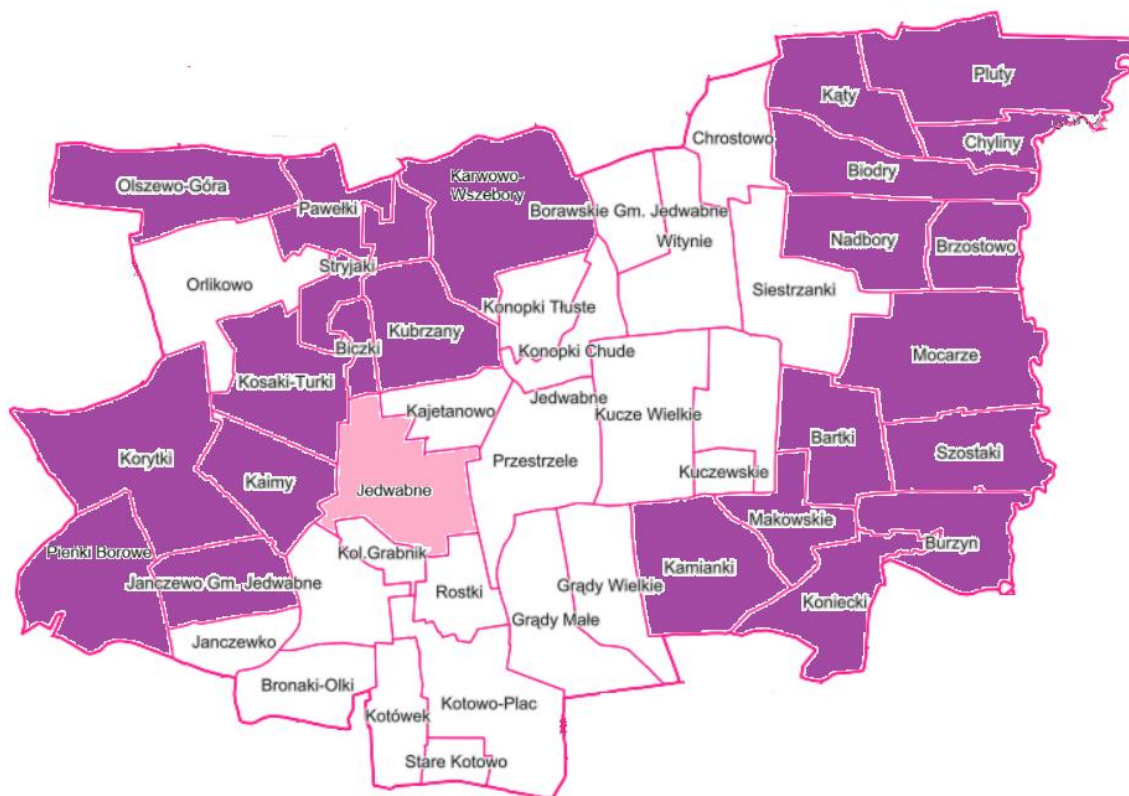 Pluty
Kąty
Chrostowo
Chyliny
Biodry
Karwowo-
Wszebory
Olszewo-Góra
Pawełki
Borawskie Gm. Jedwabne
Witynie
Nadbory
Brzostowo
Stryjaki
Orlikowo
Siestrzanki
Konopki Tłuste
Kubrzany
Biczki
Konopki Chude
Mocarze
Kosaki-Turki
Jedwabne
Kajetanowo
Kucze Wielkie
Bartki
Szostaki
Korytki
Przestrzele
Kuczewskie
Kaimy
Jedwabne
Makowskie
Burzyn
Pieńki Borowe
Kol.Grabnik
Kamianki
Janczewo Gm. Jedwabne
Grądy Wielkie
Rostki
Koniecki
Grądy Małe
Janczewko
Bronaki-Olki
Kotowo-Plac
Kotówek
Stare Kotowo